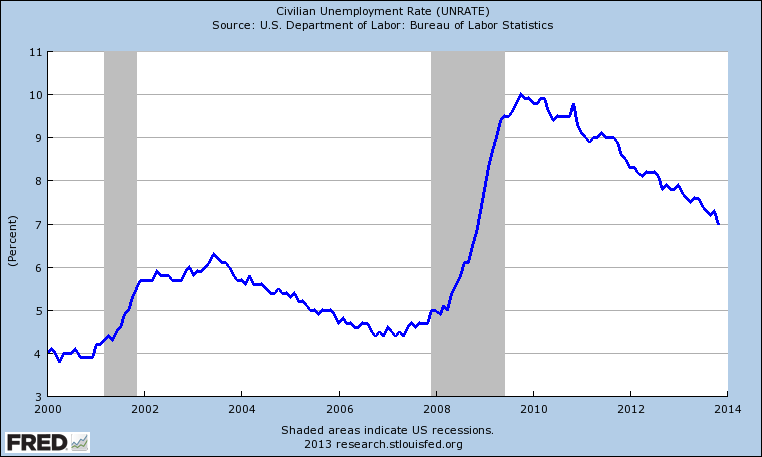 Civilian Unemployment Rate (UNRATE)
Source: U.S. Department of Labor: Bureau of Labor Statistics
11
10
9
8
7
6
5
4
3
(Percent)
2000 2002 2004 2006 2008 2010 2012 2014
Shaded areas indicate US recessions.
2013 research.stlouisfed.org
FRED